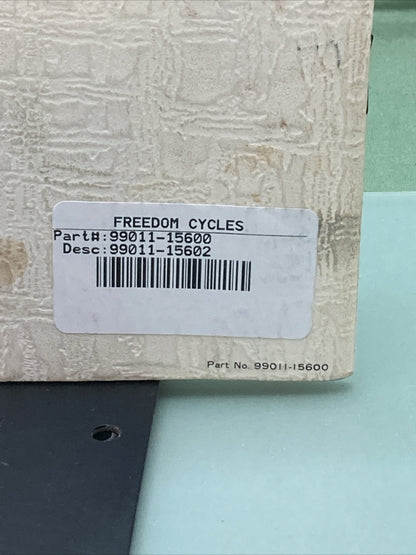 FREEDOM CYCLES
Part#:99011-15600
Desc:99011-15602
Part No. 99011-15600